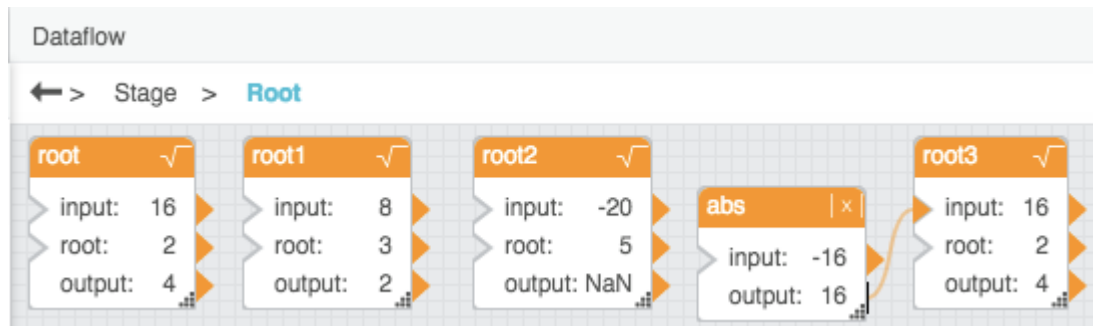 Dataflow
← > Stage > Root
root √
input: 16
root: 2
output: 4
root1 √
input: 8
root: 3
output: 2
root2 √
input: -20
root: 5
output: NaN
abs |x|
input: -16
output: 16
root3 √
input: 16
root: 2
output: 4